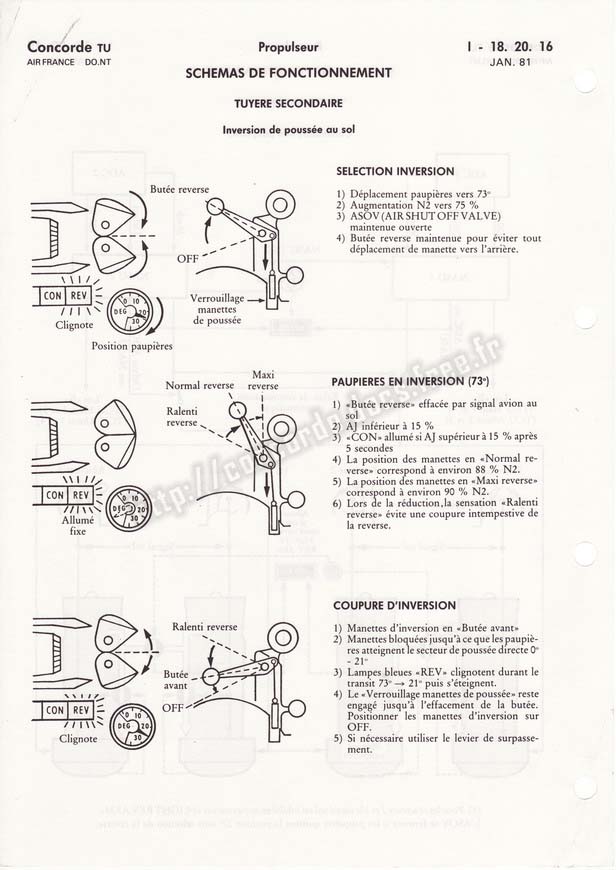 Concorde TU
AIR FRANCE DO.NT
Propulseur
I - 18. 20. 16
JAN. 81
SCHEMAS DE FONCTIONNEMENT
TUYERE SECONDAIRE
Inversion de poussée au sol
Butée reverse
OFF
CON REV
Clignote
0 10
DEG 20
30
Position paupières
Verrouillage
manettes
de poussée
SELECTION INVERSION
1) Déplacement paupières vers 73°
2) Augmentation N2 vers 75 %
3) ASOV (AIR SHUT OFF VALVE)
maintenue ouverte
4) Butée reverse maintenue pour éviter tout
déplacement de manette vers l'arrière.
Normal reverse
Maxi
reverse
Ralenti
reverse
CON REV
Allumé
fixe
0 10
DEG 20
30
PAUPIERES EN INVERSION (73°)
1) «Butée reverse» effacée par signal avion au
sol
2) AJ inférieur à 15 %
3) «CON» allumé si AJ supérieur à 15 % après
5 secondes
4) La position des manettes en «Normal re-
verse» correspond à environ 88 % N2.
5) La position des manettes en «Maxi reverse»
correspond à environ 90 % N2.
6) Lors de la réduction, la sensation «Ralenti
reverse» évite une coupure intempestive de
la reverse.
Ralenti reverse
Butée
avant
OFF
CON REV
Clignote
0 10
DEG 20
30
COUPURE D'INVERSION
1) Manettes d'inversion en «Butée avant»
2) Manettes bloquées jusqu'à ce que les paupiè-
res atteignent le secteur de poussée directe 0°
- 21°
3) Lampes bleues «REV» clignotent durant le
transit 73° → 21° puis s'éteignent.
4) Le «Verrouillage manettes de poussée» reste
engagé jusqu'à l'effacement de la butée.
Positionner les manettes d'inversion sur
OFF.
5) Si nécessaire utiliser le levier de surpasse-
ment.